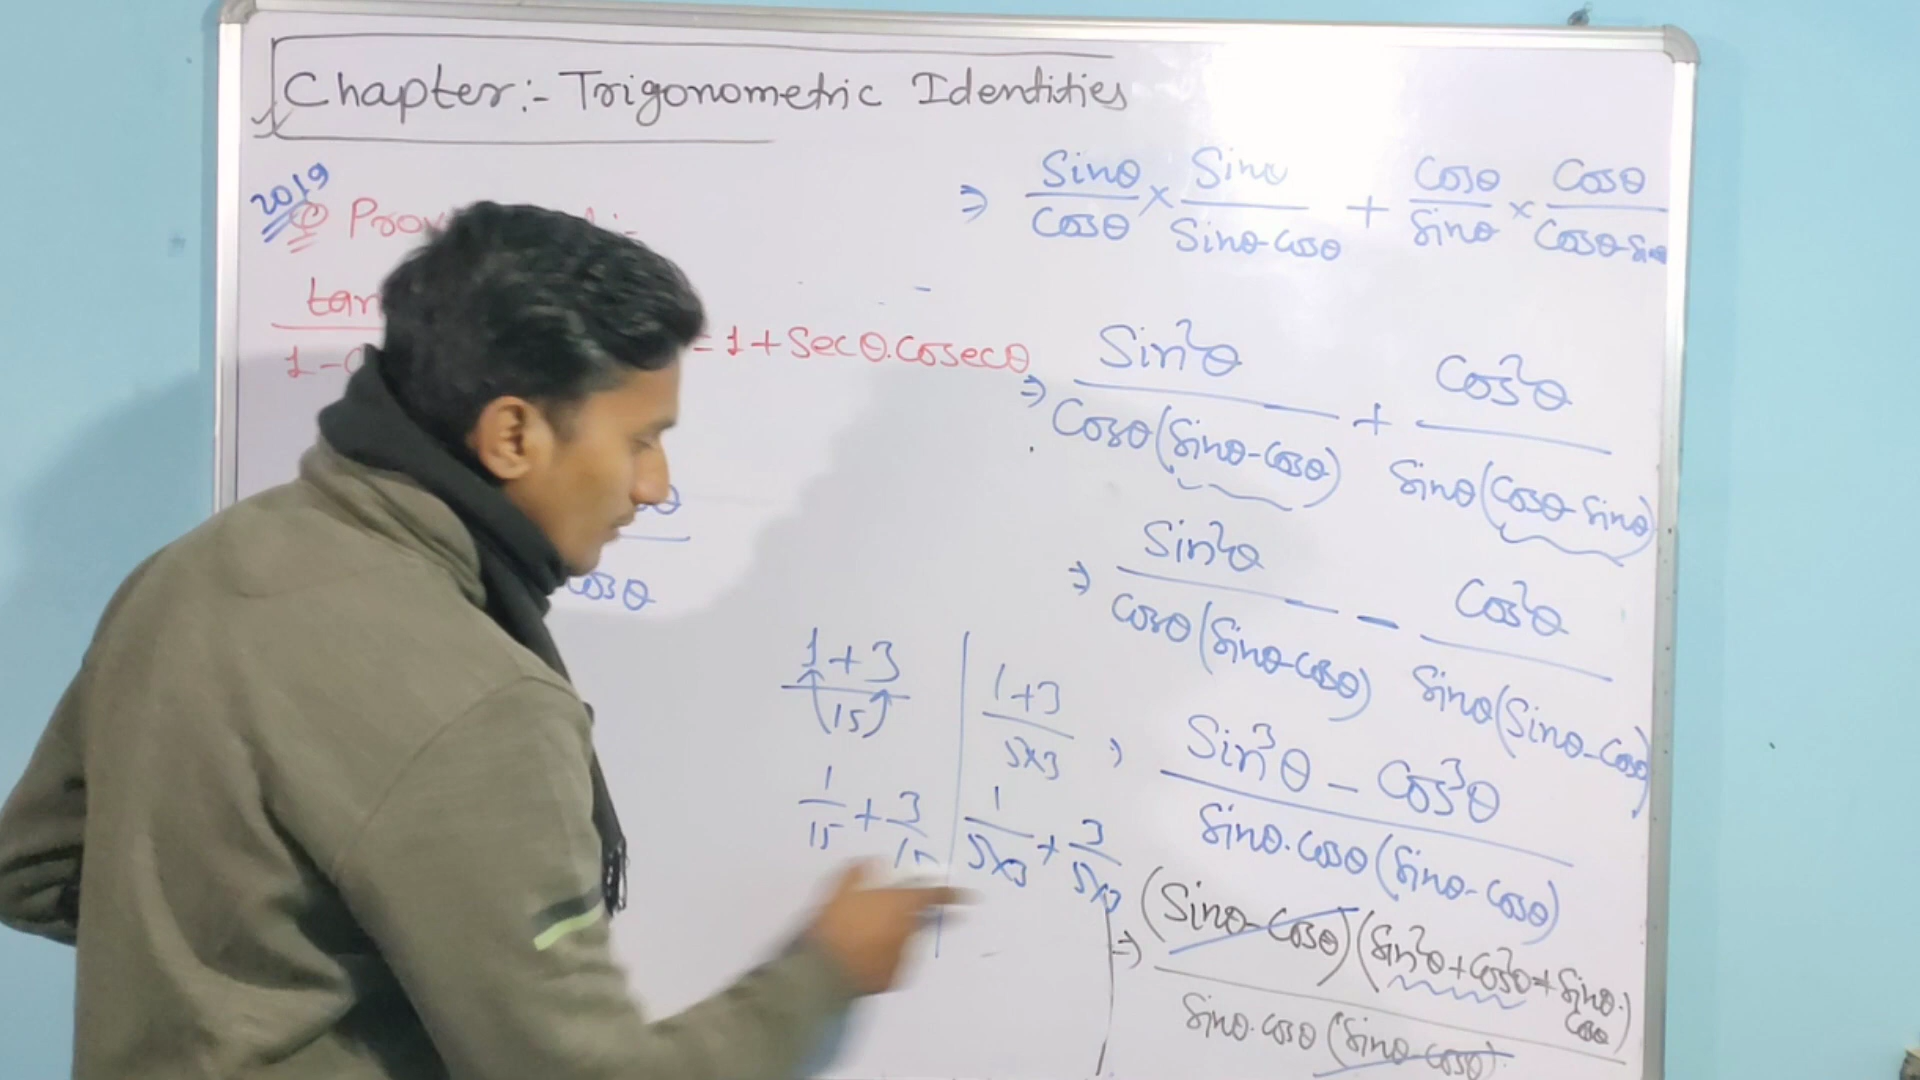 Chapter:- Trigonometric Identities
2019
Q Prov
tan
1-
= 1 + Secθ.Cosecθ
cosθ
⇒ Sinθ/Cosθ × Sinθ/Sinθ-cosθ + Cosθ/Sinθ × Cosθ/Cosθ-Sin
⇒ Sin²θ/Cosθ(Sinθ-cosθ) + Cos²θ/Sinθ(Cosθ-Sinθ)
⇒ Sin²θ/Cosθ(Sinθ-cosθ) - Cos²θ/Sinθ(Sinθ-Cosθ)
⇒ Sin³θ - Cos³θ/Sinθ.cosθ(Sinθ-cosθ)
⇒ (Sinθ-Cosθ)(Sin²θ+Cos²θ+Sinθ.Cosθ)/Sinθ.cosθ(Sinθ-cosθ)
1+3/(15)
1/15 + 3/15
1+3/5×3
1/5×3 + 3/5×3